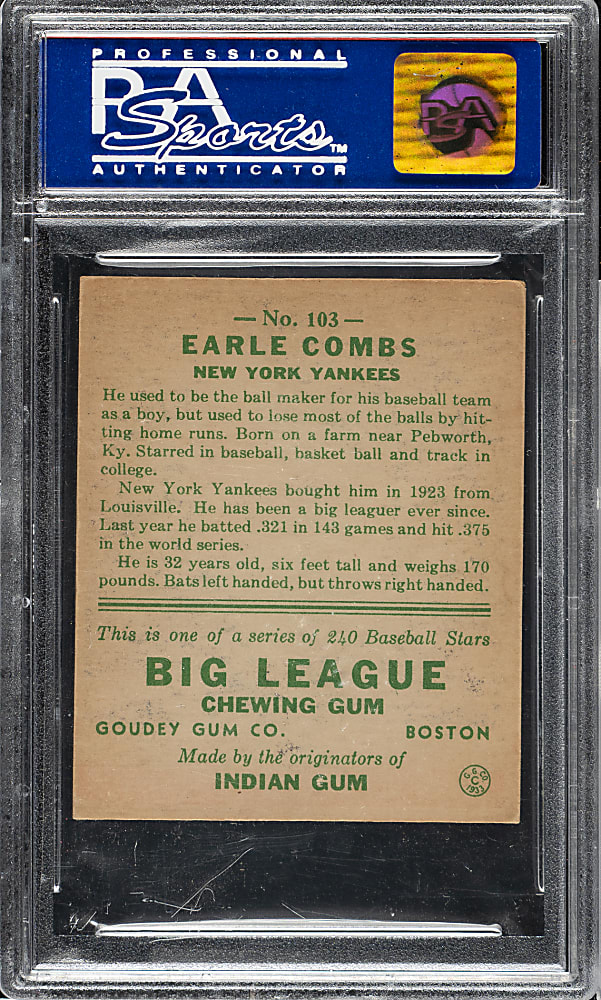 PROFESSIONAL
PSA
Sports™
AUTHENTICATOR
PSA
— No. 103 —
EARLE COMBS
NEW YORK YANKEES
He used to be the ball maker for his baseball team
as a boy, but used to lose most of the balls by hit-
ting home runs. Born on a farm near Pebworth,
Ky. Starred in baseball, basket ball and track in
college.
New York Yankees bought him in 1923 from
Louisville. He has been a big leaguer ever since.
Last year he batted .321 in 143 games and hit .375
in the world series.
He is 32 years old, six feet tall and weighs 170
pounds. Bats left handed, but throws right handed.
This is one of a series of 240 Baseball Stars
BIG LEAGUE
CHEWING GUM
GOUDEY GUM CO. BOSTON
Made by the originators of
INDIAN GUM
G. G. CO.
C
1933